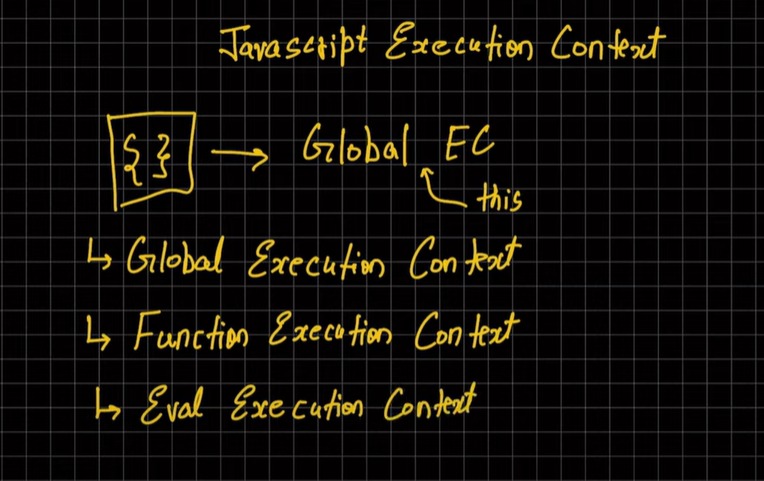 Javascript Execution Context
{ } → Global EC
this
↳ Global Execution Context
↳ Function Execution Context
↳ Eval Execution Context